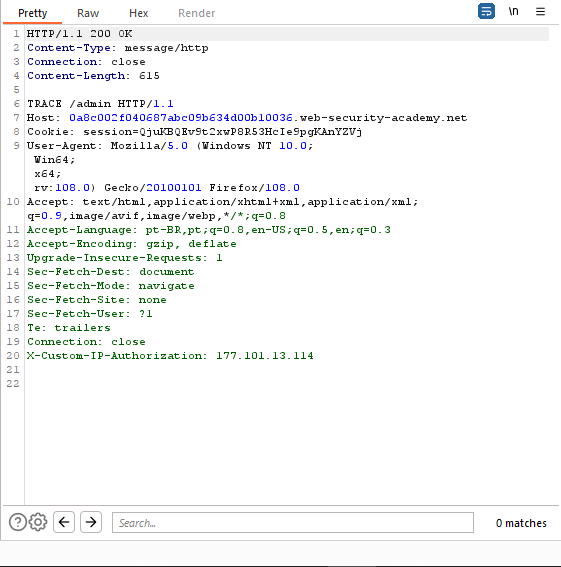 Pretty Raw Hex Render \n
1 HTTP/1.1 200 OK
2 Content-Type: message/http
3 Connection: close
4 Content-Length: 615
5
6 TRACE /admin HTTP/1.1
7 Host: 0a8c002f040687abc09b634d00b10036.web-security-academy.net
8 Cookie: session=QjuKBQEv9t2xwP8R53HcIe9pgKAnYZVj
9 User-Agent: Mozilla/5.0 (Windows NT 10.0;
Win64;
x64;
rv:108.0) Gecko/20100101 Firefox/108.0
10 Accept: text/html,application/xhtml+xml,application/xml;
q=0.9,image/avif,image/webp,*/*;q=0.8
11 Accept-Language: pt-BR,pt;q=0.8,en-US;q=0.5,en;q=0.3
12 Accept-Encoding: gzip, deflate
13 Upgrade-Insecure-Requests: 1
14 Sec-Fetch-Dest: document
15 Sec-Fetch-Mode: navigate
16 Sec-Fetch-Site: none
17 Sec-Fetch-User: ?1
18 Te: trailers
19 Connection: close
20 X-Custom-IP-Authorization: 177.101.13.114
21
22
Search... 0 matches